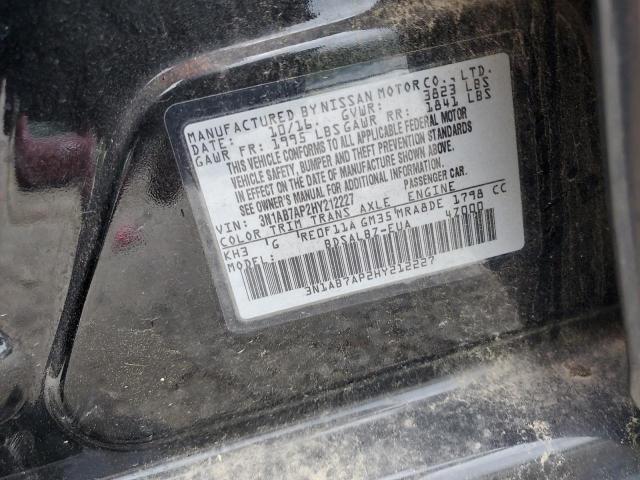 MANUFACTURED BY NISSAN MOTOR CO., LTD.
DATE: 10/16 GVWR: 3823 LBS
GAWR FR: 1995 LBS GAWR RR: 1841 LBS
THIS VEHICLE CONFORMS TO ALL APPLICABLE FEDERAL MOTOR
VEHICLE SAFETY, BUMPER AND THEFT PREVENTION STANDARDS
IN EFFECT ON THE DATE OF MANUFACTURE SHOWN ABOVE.
SEE OWNER'S MANUAL FOR ADDITIONAL INFORMATION.
VIN: 3N1AB7AP2HY212227 PASSENGER CAR.
COLOR TRIM TRANS AXLE ENGINE
KH3 G RE0F11A GM35 MRA8DE 1798 CC
MODEL: BDSALBZ-EUA 47000
3N1AB7AP2HY212227